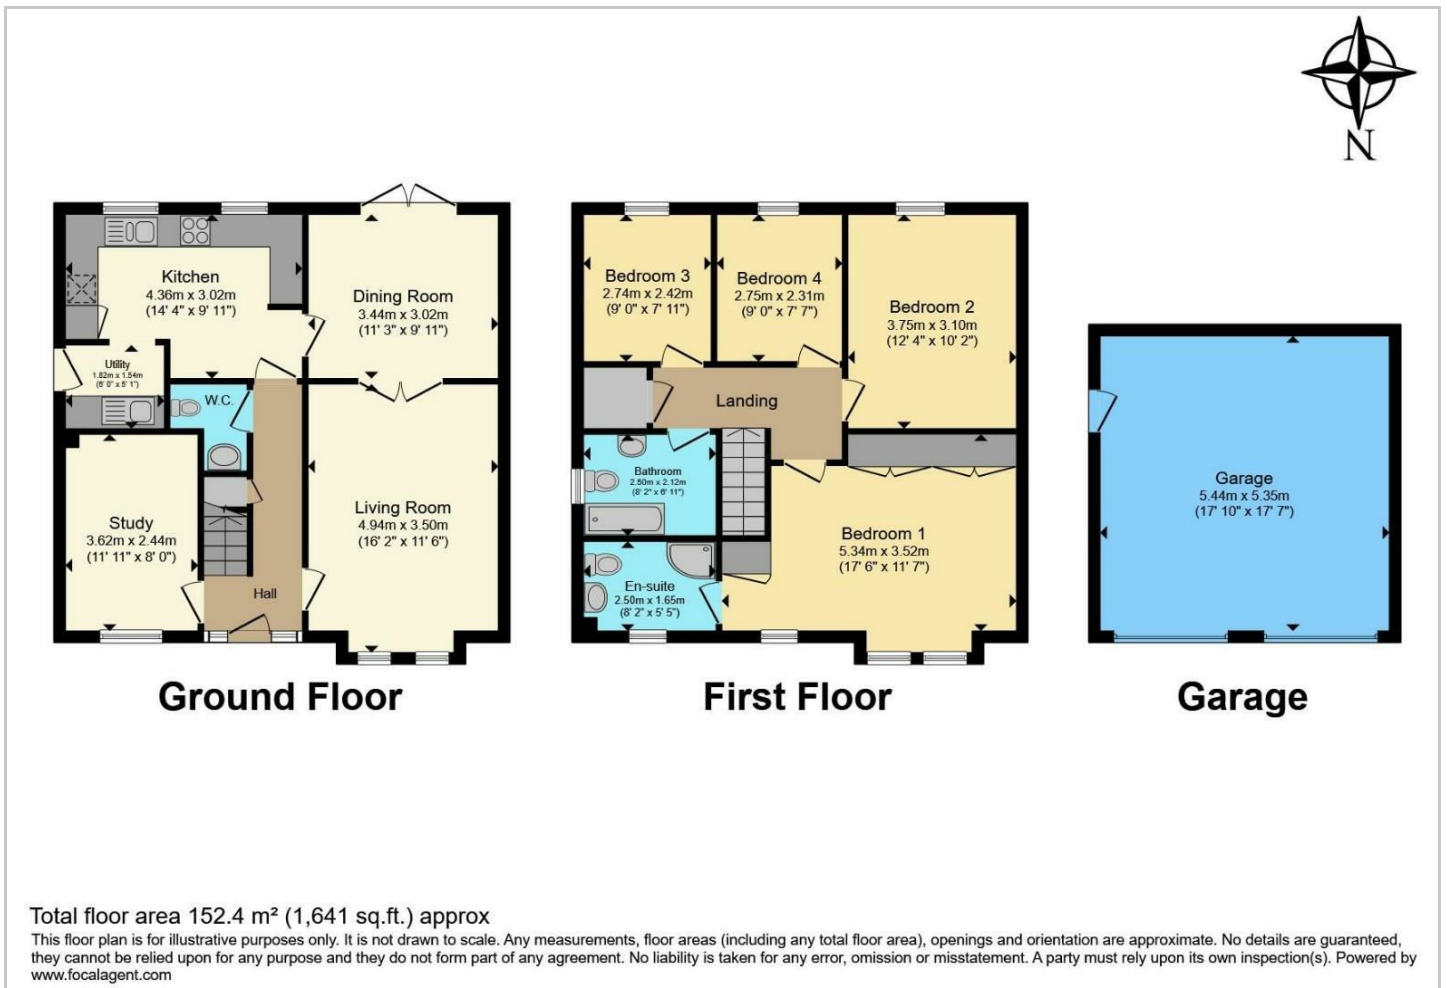 N
Kitchen
4.36m x 3.02m
(14' 4" x 9' 11")
Dining Room
3.44m x 3.02m
(11' 3" x 9' 11")
Utility
1.82m x 1.54m
(6' 0" x 5' 1")
W.C.
Study
3.62m x 2.44m
(11' 11" x 8' 0")
Living Room
4.94m x 3.50m
(16' 2" x 11' 6")
Hall
Ground Floor
Bedroom 3
2.74m x 2.42m
(9' 0" x 7' 11")
Bedroom 4
2.75m x 2.31m
(9' 0" x 7' 7")
Bedroom 2
3.75m x 3.10m
(12' 4" x 10' 2")
Landing
Bathroom
2.50m x 2.12m
(8' 2" x 6' 11")
Bedroom 1
5.34m x 3.52m
(17' 6" x 11' 7")
En-suite
2.50m x 1.65m
(8' 2" x 5' 5")
First Floor
Garage
5.44m x 5.35m
(17' 10" x 17' 7")
Garage
Total floor area 152.4 m² (1,641 sq.ft.) approx
This floor plan is for illustrative purposes only. It is not drawn to scale. Any measurements, floor areas (including any total floor area), openings and orientation are approximate. No details are guaranteed,
they cannot be relied upon for any purpose and they do not form part of any agreement. No liability is taken for any error, omission or misstatement. A party must rely upon its own inspection(s). Powered by
www.focalagent.com